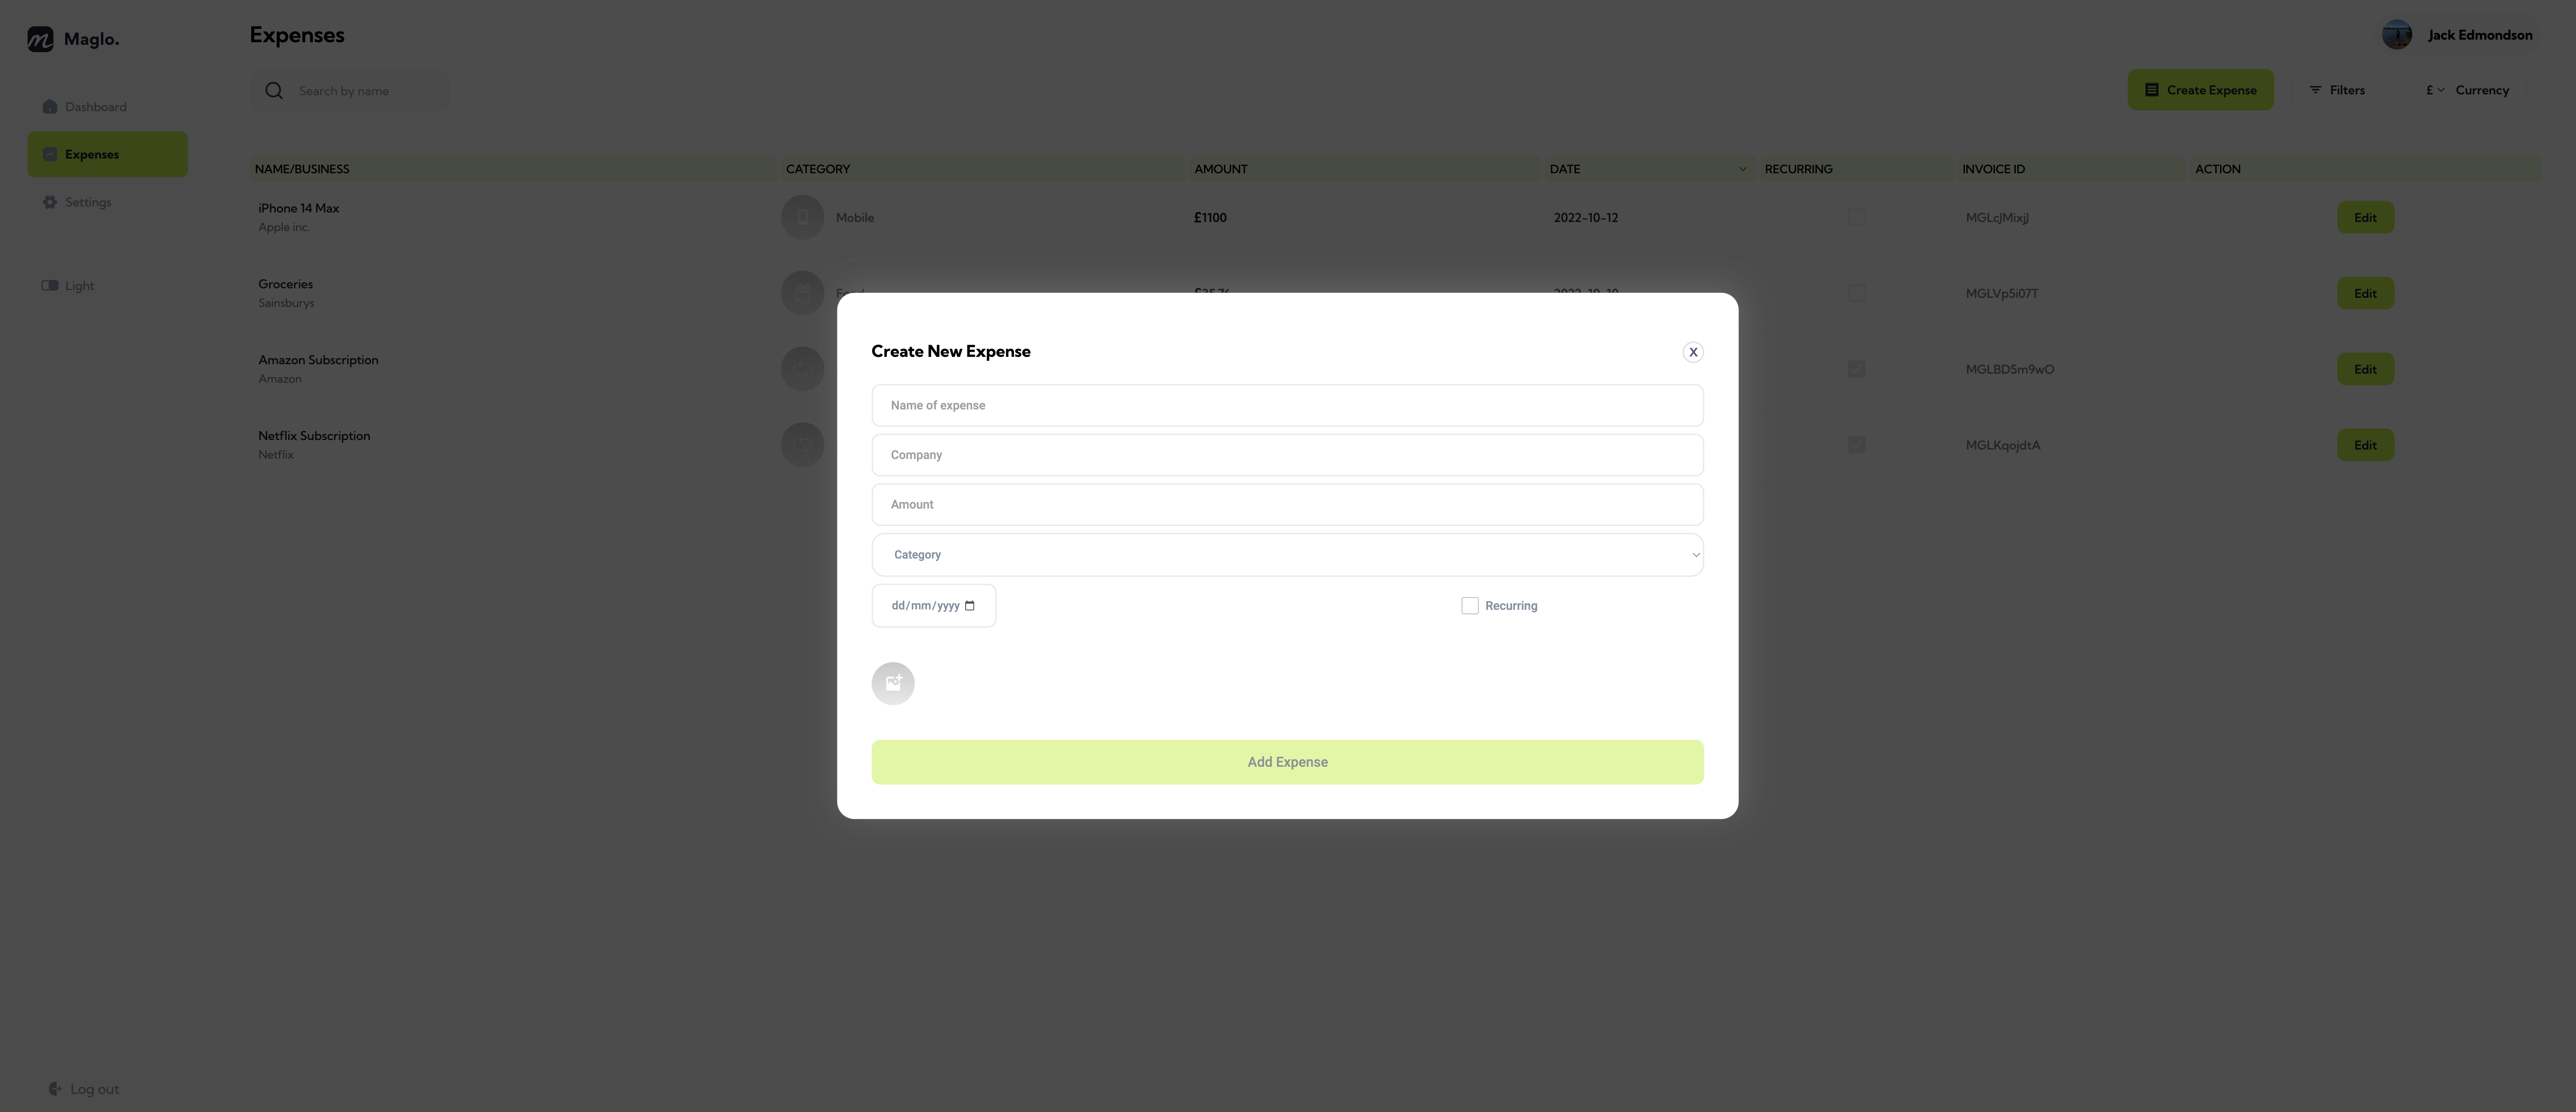 Maglo.
Dashboard
Expenses
Settings
Light
Log out
Expenses
Jack Edmondson
Search by name
Create Expense
Filters
£ Currency
NAME/BUSINESS CATEGORY AMOUNT DATE RECURRING INVOICE ID ACTION
iPhone 14 Max
Apple inc.
Mobile £1100 2022-10-12 MGLcJMixjJ Edit
Groceries
Sainsburys
MGLVp5i07T Edit
Amazon Subscription
Amazon
MGLBD5m9wO Edit
Netflix Subscription
Netflix
MGLKqojdtA Edit
Create New Expense
X
Name of expense
Company
Amount
Category
dd/mm/yyyy
Recurring
Add Expense